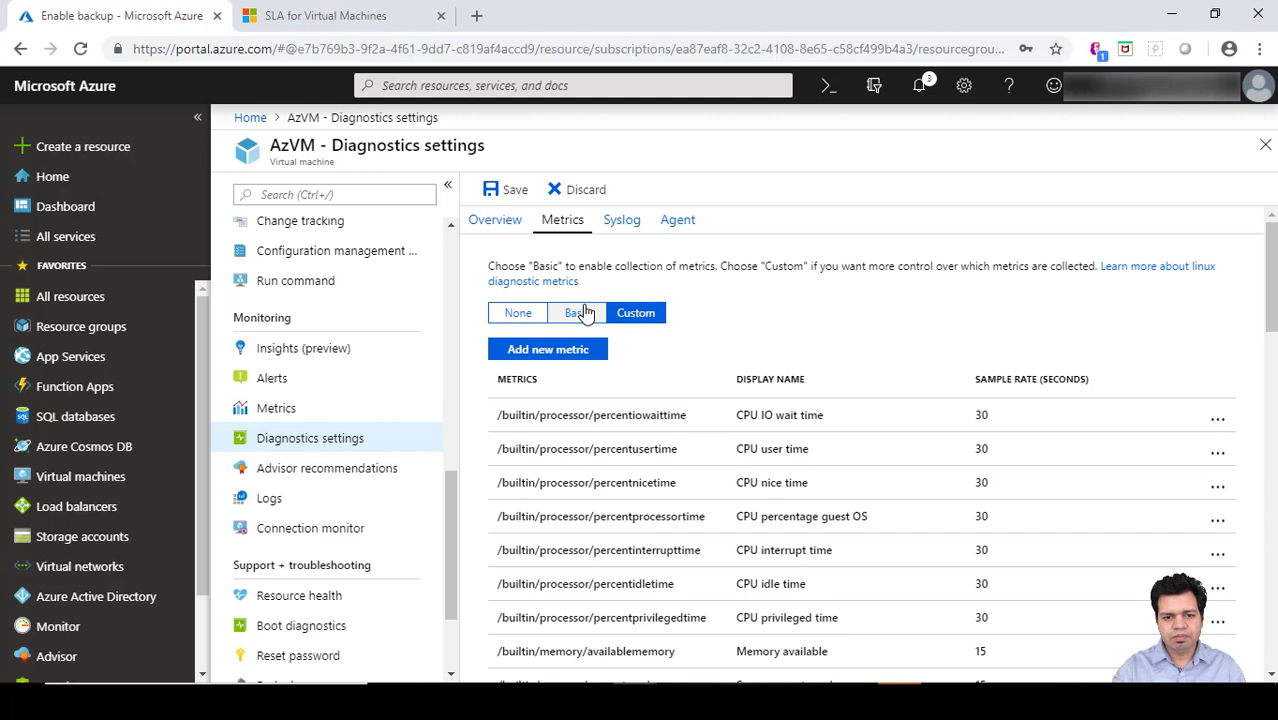 Enable backup - Microsoft Azure
SLA for Virtual Machines
https://portal.azure.com/#@e7b769b3-9f2a-4f61-9dd7-c819af4accd9/resource/subscriptions/ea87eaf8-32c2-4108-8e65-c58cf499b4a3/resourcegrou...
1
Microsoft Azure
Search resources, services, and docs
3
Create a resource
Home
Dashboard
All services
FAVORITES
All resources
Resource groups
App Services
Function Apps
SQL databases
Azure Cosmos DB
Virtual machines
Load balancers
Storage accounts
Virtual networks
Azure Active Directory
Monitor
Advisor
Home > AzVM - Diagnostics settings
AzVM - Diagnostics settings
Virtual machine
Search (Ctrl+/)
Change tracking
Configuration management ...
Run command
Monitoring
Insights (preview)
Alerts
Metrics
Diagnostics settings
Advisor recommendations
Logs
Connection monitor
Support + troubleshooting
Resource health
Boot diagnostics
Reset password
Save Discard
Overview Metrics Syslog Agent
Choose "Basic" to enable collection of metrics. Choose "Custom" if you want more control over which metrics are collected. Learn more about linux
diagnostic metrics
None Custom
Add new metric
METRICS DISPLAY NAME SAMPLE RATE (SECONDS)
/builtin/processor/percentiowaittime CPU IO wait time 30 ...
/builtin/processor/percentusertime CPU user time 30 ...
/builtin/processor/percentnicetime CPU nice time 30 ...
/builtin/processor/percentprocessortime CPU percentage guest OS 30 ...
/builtin/processor/percentinterrupttime CPU interrupt time 30 ...
/builtin/processor/percentidletime CPU idle time 30 ...
/builtin/processor/percentprivilegedtime CPU privileged time 30 ...
/builtin/memory/availablememory Memory available 15